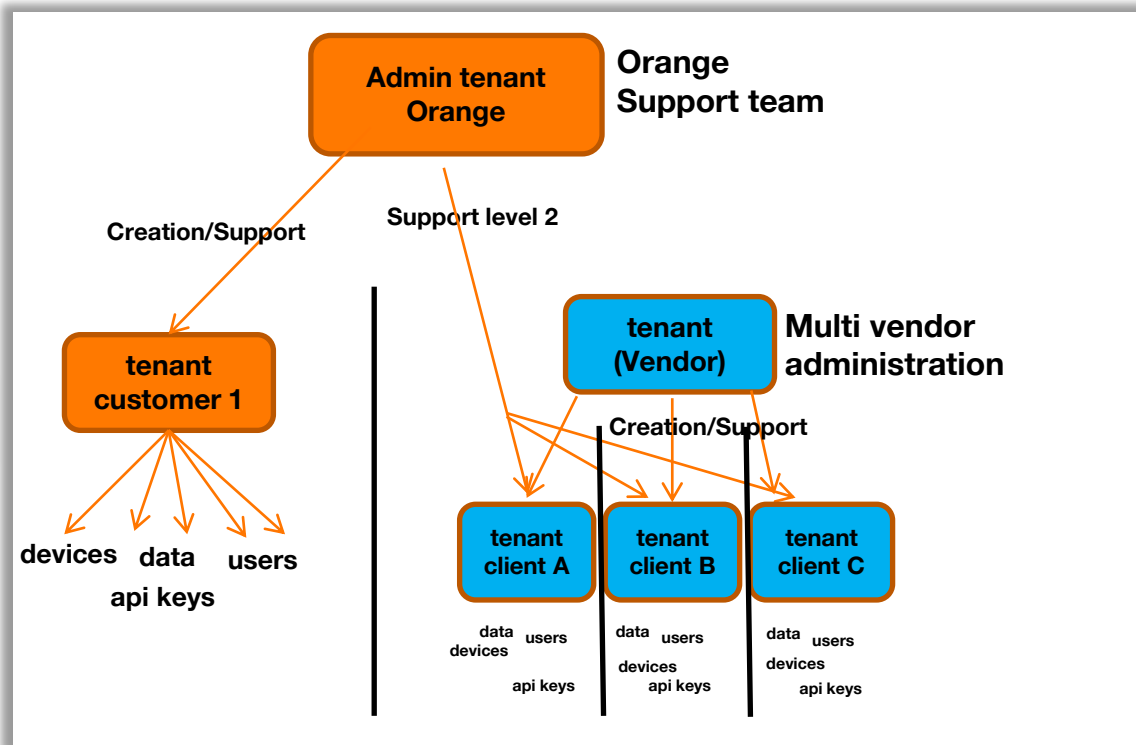 Admin tenant
Orange
Orange
Support team
Creation/Support
Support level 2
tenant
customer 1
tenant
(Vendor)
Multi vendor
administration
Creation/Support
devices
data
users
api keys
tenant
client A
tenant
client B
tenant
client C
data
users
devices
api keys
data
users
devices
api keys
data
users
devices
api keys